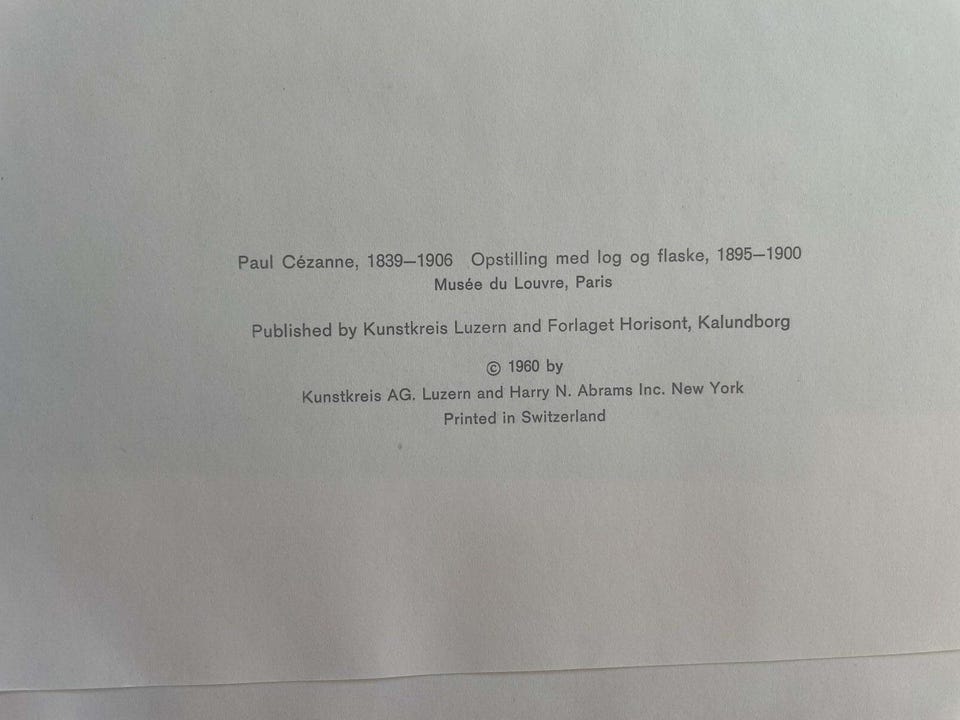 Paul Cézanne, 1839—1906 Opstilling med log og flaske, 1895—1900
Musée du Louvre, Paris
Published by Kunstkreis Luzern and Forlaget Horisont, Kalundborg
© 1960 by
Kunstkreis AG. Luzern and Harry N. Abrams Inc. New York
Printed in Switzerland